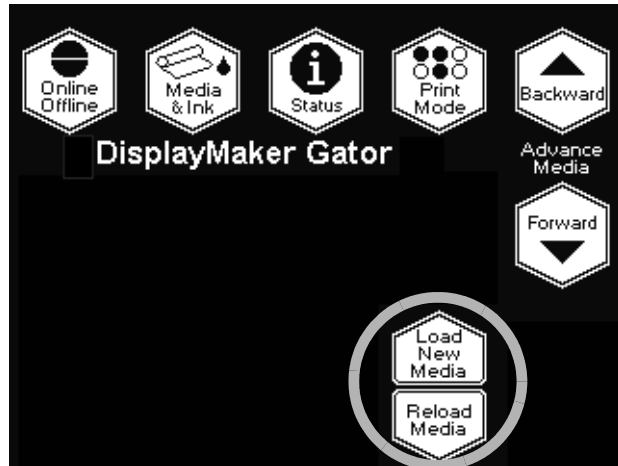 Online
Offline
Media
& Ink
Status
Print
Mode
Backward
DisplayMaker Gator
Advance
Media
Forward
Load
New
Media
Reload
Media